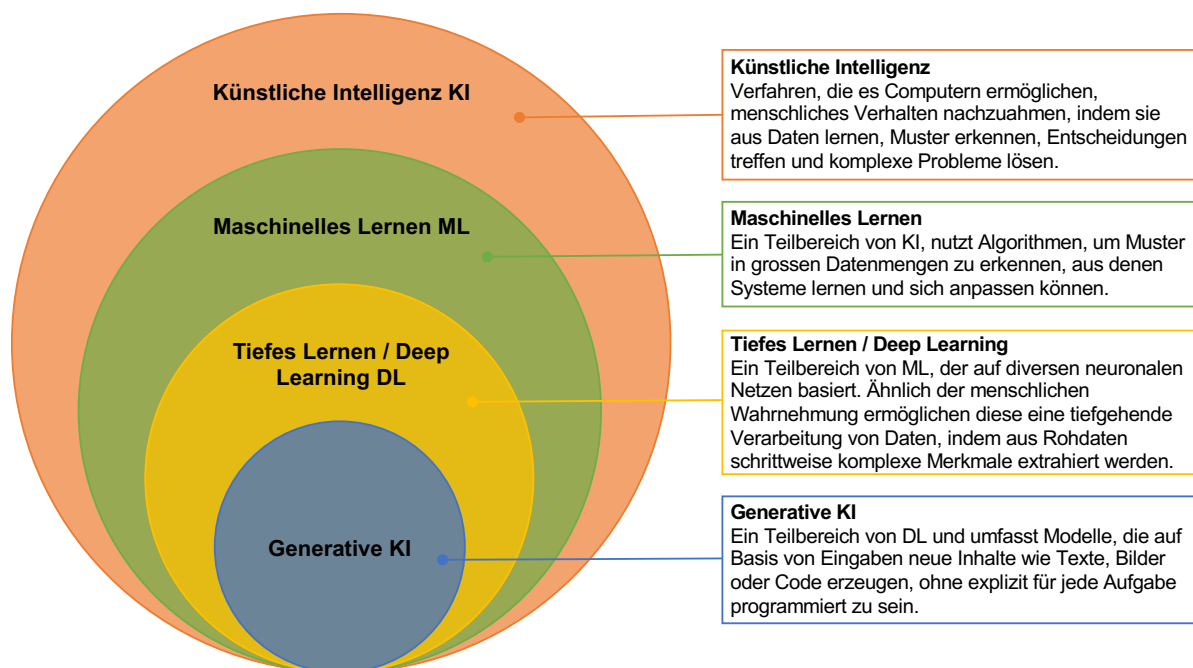 Künstliche Intelligenz KI
Maschinelles Lernen ML
Tiefes Lernen / Deep
Learning DL
Generative KI
Künstliche Intelligenz
Verfahren, die es Computern ermöglichen,
menschliches Verhalten nachzuahmen, indem sie
aus Daten lernen, Muster erkennen, Entscheidungen
treffen und komplexe Probleme lösen.
Maschinelles Lernen
Ein Teilbereich von KI, nutzt Algorithmen, um Muster
in grossen Datenmengen zu erkennen, aus denen
Systeme lernen und sich anpassen können.
Tiefes Lernen / Deep Learning
Ein Teilbereich von ML, der auf diversen neuronalen
Netzen basiert. Ähnlich der menschlichen
Wahrnehmung ermöglichen diese eine tiefgehende
Verarbeitung von Daten, indem aus Rohdaten
schrittweise komplexe Merkmale extrahiert werden.
Generative KI
Ein Teilbereich von DL und umfasst Modelle, die auf
Basis von Eingaben neue Inhalte wie Texte, Bilder
oder Code erzeugen, ohne explizit für jede Aufgabe
programmiert zu sein.